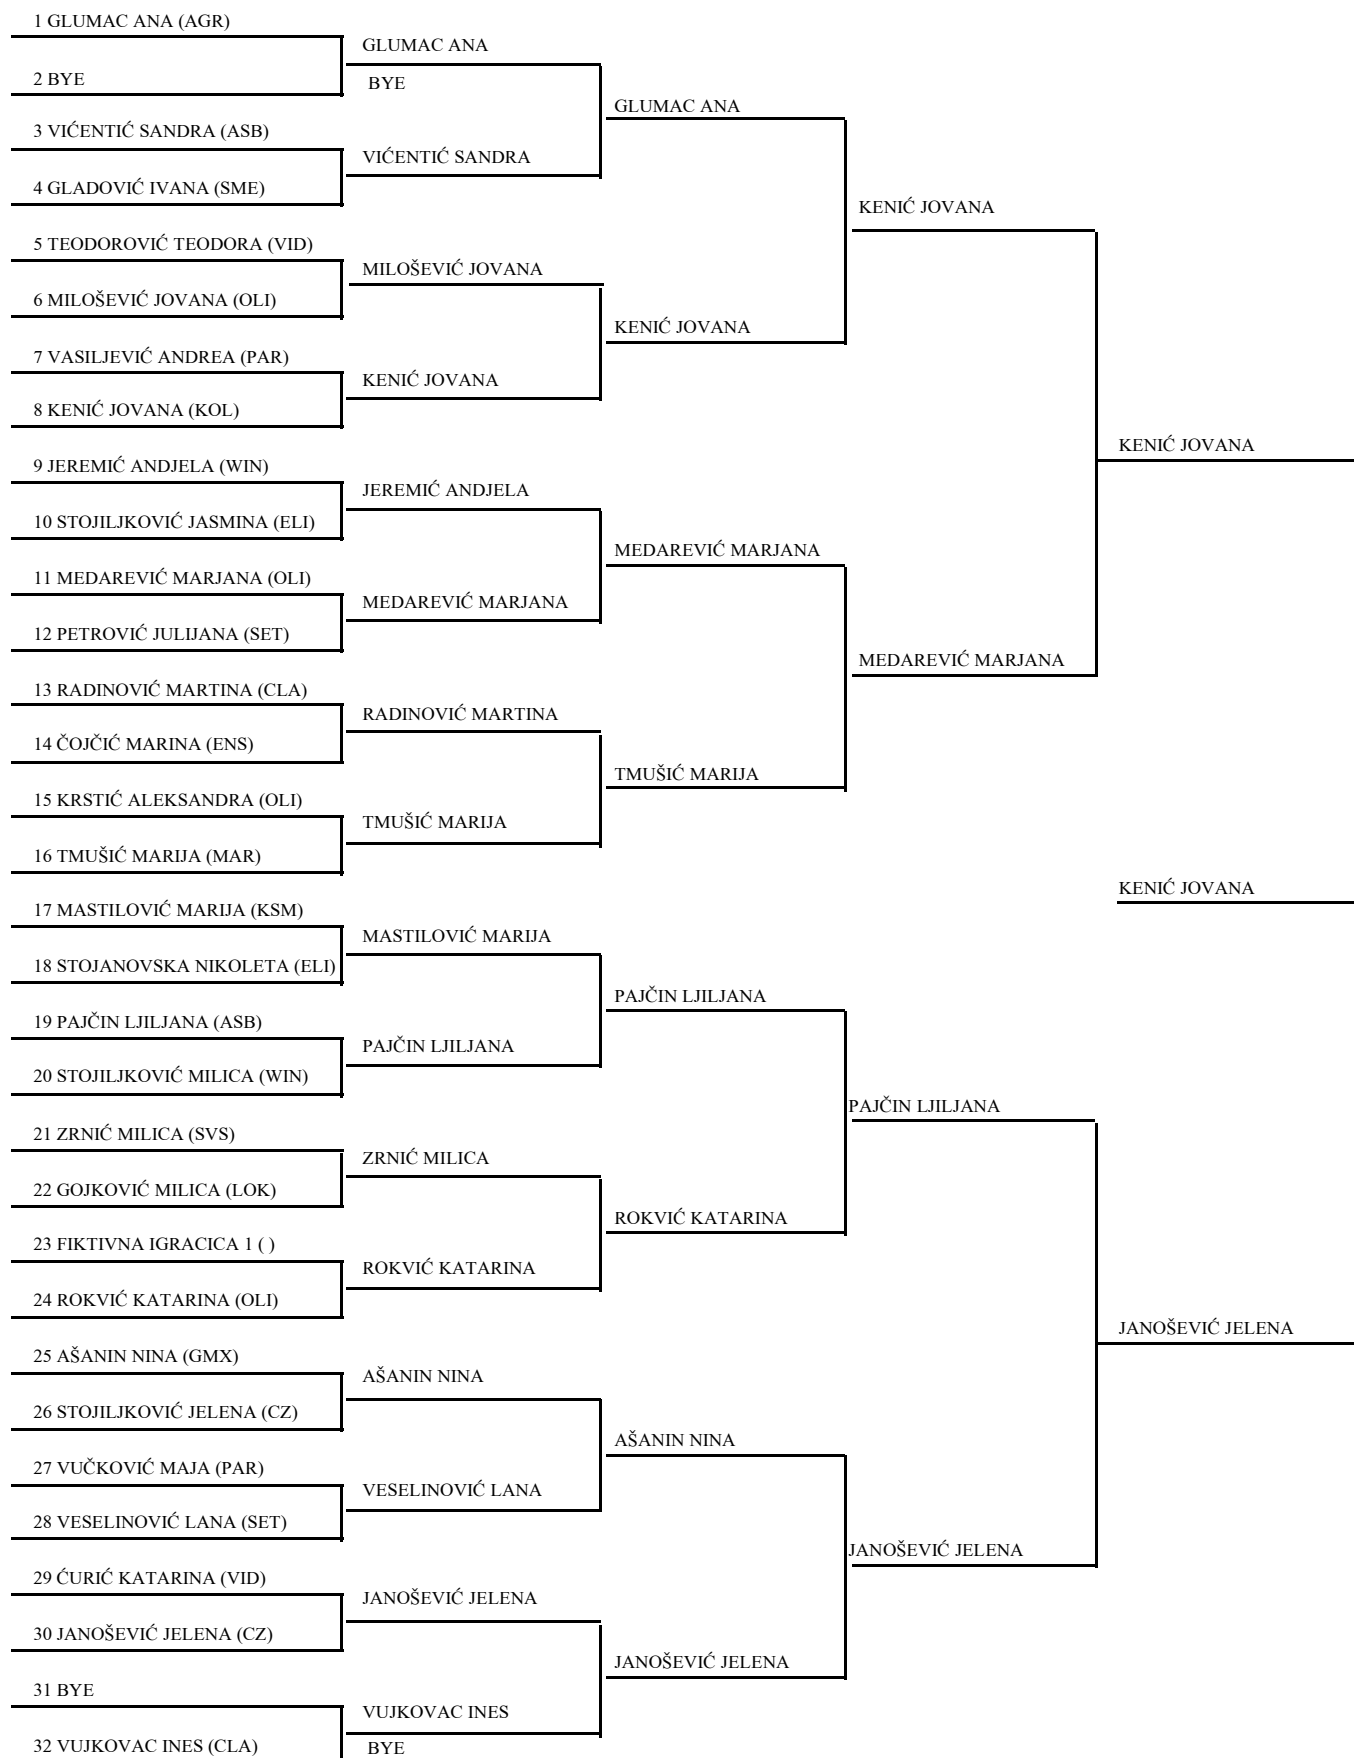 1 GLUMAC ANA (AGR)
2 BYE
3 VIĆENTIĆ SANDRA (ASB)
4 GLADOVIĆ IVANA (SME)
5 TEODOROVIĆ TEODORA (VID)
6 MILOŠEVIĆ JOVANA (OLI)
7 VASILJEVIĆ ANDREA (PAR)
8 KENIĆ JOVANA (KOL)
9 JEREMIĆ ANDJELA (WIN)
10 STOJILJKOVIĆ JASMINA (ELI)
11 MEDAREVIĆ MARJANA (OLI)
12 PETROVIĆ JULIJANA (SET)
13 RADINOVIĆ MARTINA (CLA)
14 ČOJČIĆ MARINA (ENS)
15 KRSTIĆ ALEKSANDRA (OLI)
16 TMUŠIĆ MARIJA (MAR)
17 MASTILOVIĆ MARIJA (KSM)
18 STOJANOVSKA NIKOLETA (ELI)
19 PAJČIN LJILJANA (ASB)
20 STOJILJKOVIĆ MILICA (WIN)
21 ZRNIĆ MILICA (SVS)
22 GOJKOVIĆ MILICA (LOK)
23 FIKTIVNA IGRACICA 1 ( )
24 ROKVIĆ KATARINA (OLI)
25 AŠANIN NINA (GMX)
26 STOJILJKOVIĆ JELENA (CZ)
27 VUČKOVIĆ MAJA (PAR)
28 VESELINOVIĆ LANA (SET)
29 ĆURIĆ KATARINA (VID)
30 JANOŠEVIĆ JELENA (CZ)
31 BYE
32 VUJKOVAC INES (CLA)
GLUMAC ANA
BYE
VIĆENTIĆ SANDRA
MILOŠEVIĆ JOVANA
KENIĆ JOVANA
JEREMIĆ ANDJELA
MEDAREVIĆ MARJANA
RADINOVIĆ MARTINA
TMUŠIĆ MARIJA
MASTILOVIĆ MARIJA
PAJČIN LJILJANA
ZRNIĆ MILICA
ROKVIĆ KATARINA
AŠANIN NINA
VESELINOVIĆ LANA
JANOŠEVIĆ JELENA
VUJKOVAC INES
BYE
GLUMAC ANA
KENIĆ JOVANA
MEDAREVIĆ MARJANA
TMUŠIĆ MARIJA
PAJČIN LJILJANA
ROKVIĆ KATARINA
AŠANIN NINA
JANOŠEVIĆ JELENA
KENIĆ JOVANA
MEDAREVIĆ MARJANA
PAJČIN LJILJANA
JANOŠEVIĆ JELENA
KENIĆ JOVANA
KENIĆ JOVANA
JANOŠEVIĆ JELENA